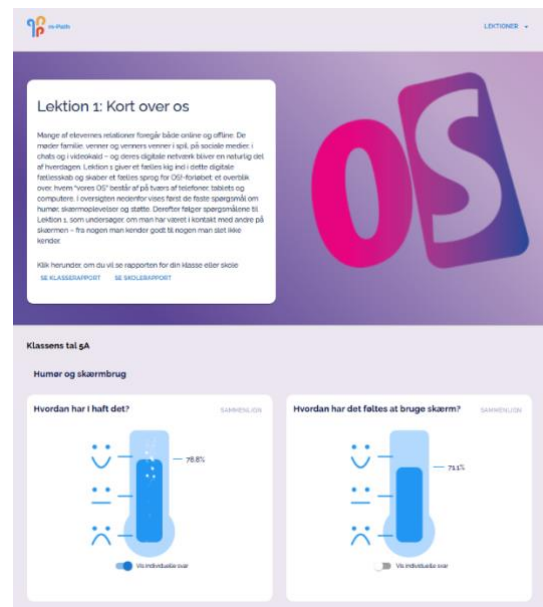 re-Path
LEKTIONER
Lektion 1: Kort over os
Mange af elevernes relationer foregår både online og offline. De
møder familie, venner og venners venner i spil, på sociale medier, i
chats og i videokald – og deres digitale netværk bliver en naturlig del
af hverdagen. Lektion 1 giver et fælles kig ind i dette digitale
fællesskab og skaber et fælles sprog for OS!-forløbet: et overblik
over, hvem "vores OS" består af på tværs af telefoner, tablets og
computere. I oversigten nedenfor vises først de faste spørgsmål om
humør, skærmoplevelser og støtte. Derefter følger spørgsmålene til
Lektion 1, som undersøger, om man har været i kontakt med andre på
skærmen – fra nogen man kender godt til nogen man slet ikke
kender.
Klik herunder, om du vil se rapporten for din klasse eller skole
SE KLASSERAPPORT SE SKOLERAPPORT
OS
Klassens tal 5A
Humør og skærmbrug
Hvordan har I haft det? SAMMENLIGN
78.8%
Vis individuelle svar
Hvordan har det føltes at bruge skærm? SAMMENLIGN
71.1%
Vis individuelle svar